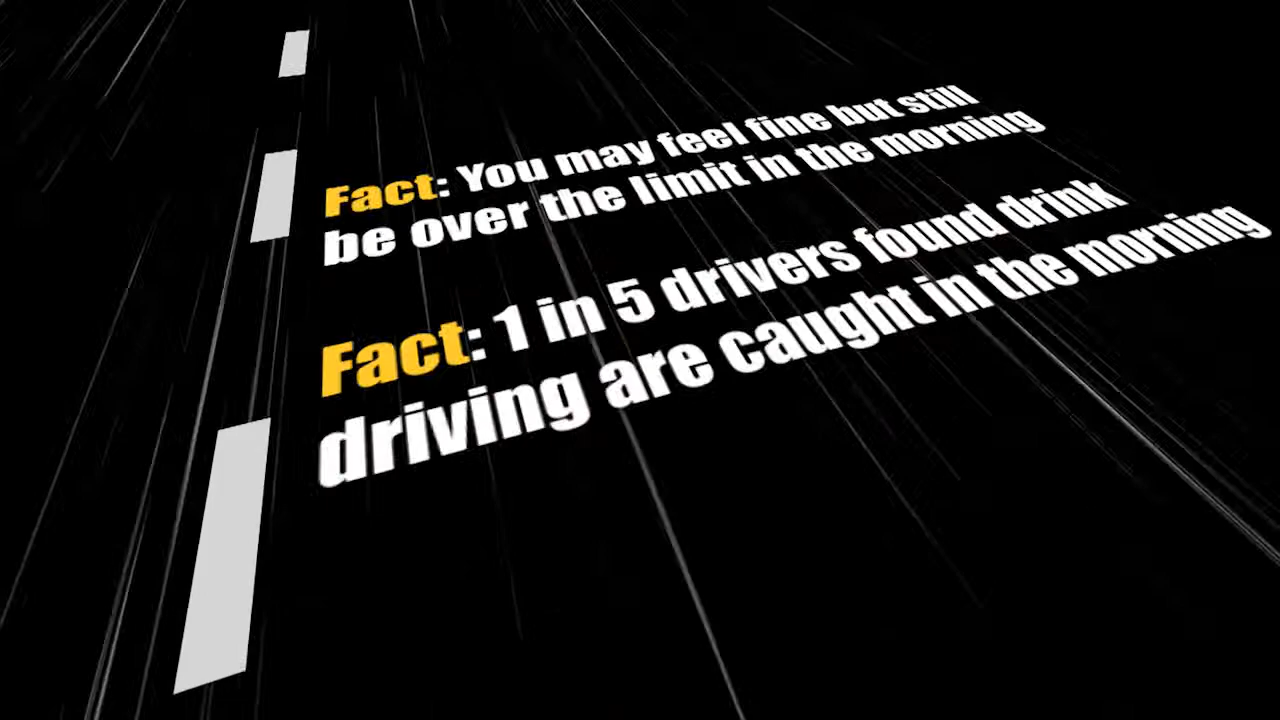 Fact: You may feel fine but still
be over the limit in the morning
Fact: 1 in 5 drivers found drink
driving are caught in the morning